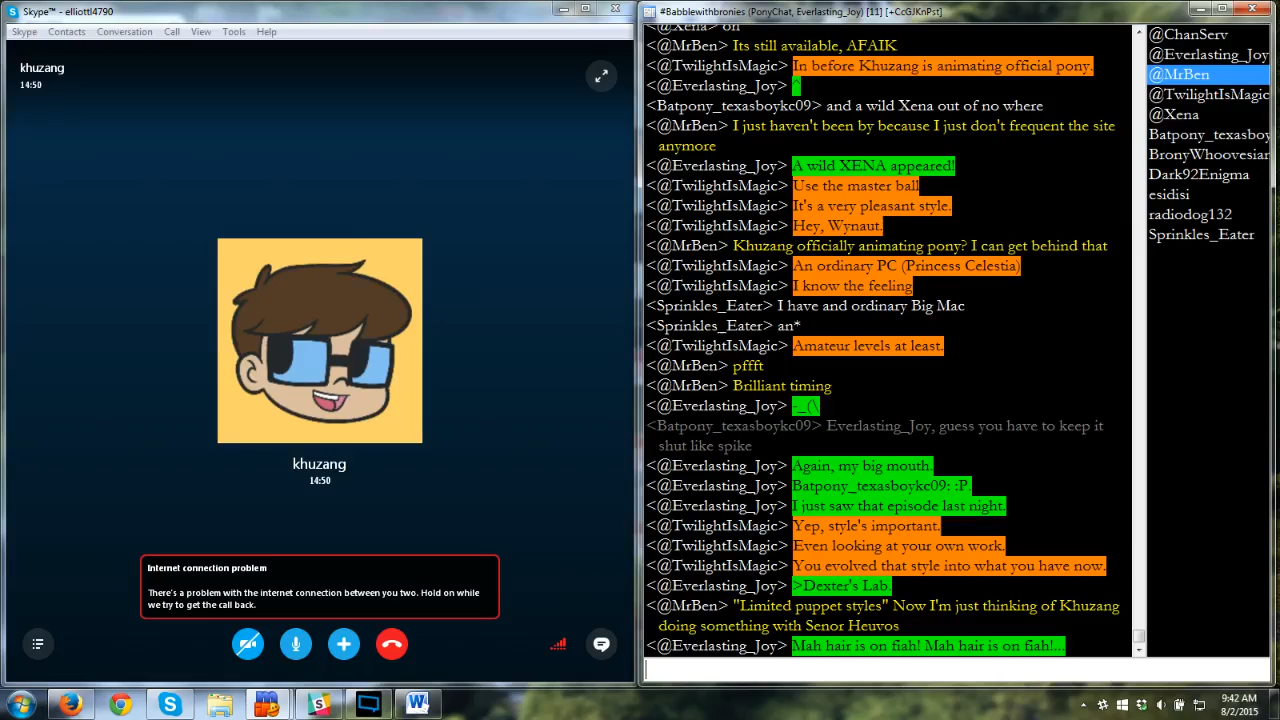 Skype™ - elliottl4790
Skype Contacts Conversation Call View Tools Help
khuzang
14:50
khuzang
14:50
Internet connection problem
There's a problem with the internet connection between you two. Hold on while
we try to get the call back.
#Babblewithbronies (PonyChat, Everlasting_Joy) [11] [+CcGJKnPst]
<@Xena> on
<@MrBen> Its still available, AFAIK
<@TwilightIsMagic> In before Khuzang is animating official pony.
<@Everlasting_Joy> ^
<Batpony_texasboykc09> and a wild Xena out of no where
<@MrBen> I just haven't been by because I just don't frequent the site
anymore
<@Everlasting_Joy> A wild XENA appeared!
<@TwilightIsMagic> Use the master ball
<@TwilightIsMagic> It's a very pleasant style.
<@TwilightIsMagic> Hey, Wynaut.
<@MrBen> Khuzang officially animating pony? I can get behind that
<@TwilightIsMagic> An ordinary PC (Princess Celestia)
<@TwilightIsMagic> I know the feeling
<Sprinkles_Eater> I have and ordinary Big Mac
<Sprinkles_Eater> an*
<@TwilightIsMagic> Amateur levels at least.
<@MrBen> pffft
<@MrBen> Brilliant timing
<@Everlasting_Joy> -_(\
<Batpony_texasboykc09> Everlasting_Joy, guess you have to keep it
shut like spike
<@Everlasting_Joy> Again, my big mouth.
<@Everlasting_Joy> Batpony_texasboykc09: :P.
<@Everlasting_Joy> I just saw that episode last night.
<@TwilightIsMagic> Yep, style's important.
<@TwilightIsMagic> Even looking at your own work.
<@TwilightIsMagic> You evolved that style into what you have now.
<@Everlasting_Joy> >Dexter's Lab.
<@MrBen> "Limited puppet styles" Now I'm just thinking of Khuzang
doing something with Senor Heuvos
<@Everlasting_Joy> Mah hair is on fiah! Mah hair is on fiah!...
@ChanServ
@Everlasting_Joy
@MrBen
@TwilightIsMagic
@Xena
Batpony_texasboy
BronyWhoovesian
Dark92Enigma
esidisi
radiodog132
Sprinkles_Eater
9:42 AM
8/2/2015